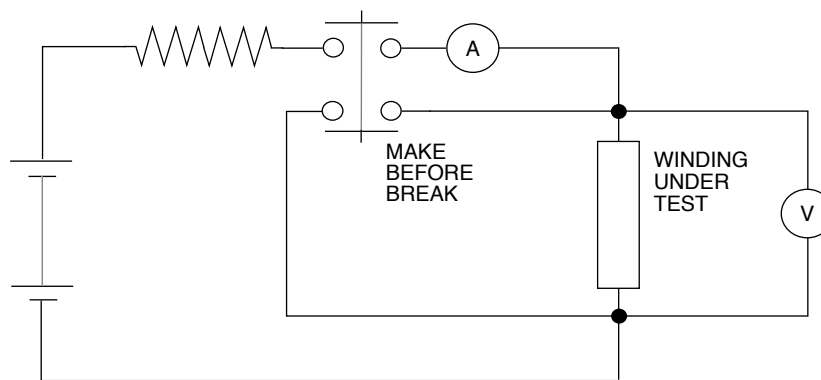 A
MAKE
BEFORE
BREAK
WINDING
UNDER
TEST
V